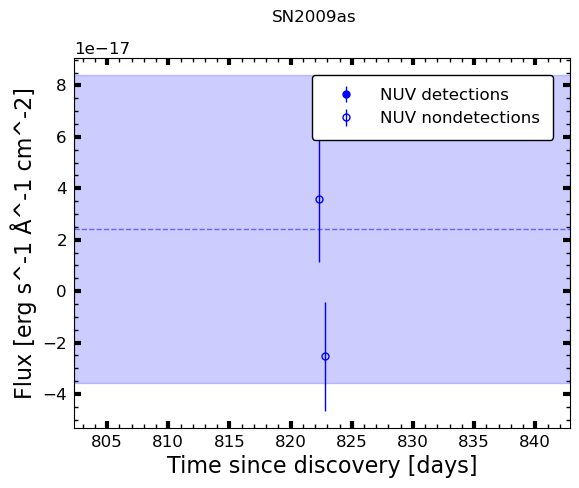 SN2009as
1e−17
Flux [erg s^-1 Å^-1 cm^-2]
8
6
4
2
0
−2
−4
NUV detections
NUV nondetections
805 810 815 820 825 830 835 840
Time since discovery [days]